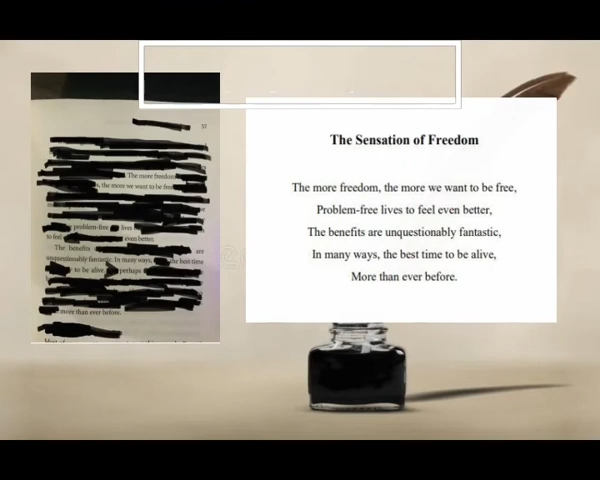 57
The more freedom,
s, the more we want to be free
problem-free
lives
to feel
even better.
The benefits
are
unquestionably fantastic. In many ways,
the best time
to be alive,
perhaps
more than ever before.
The Sensation of Freedom
The more freedom, the more we want to be free,
Problem-free lives to feel even better,
The benefits are unquestionably fantastic,
In many ways, the best time to be alive,
More than ever before.